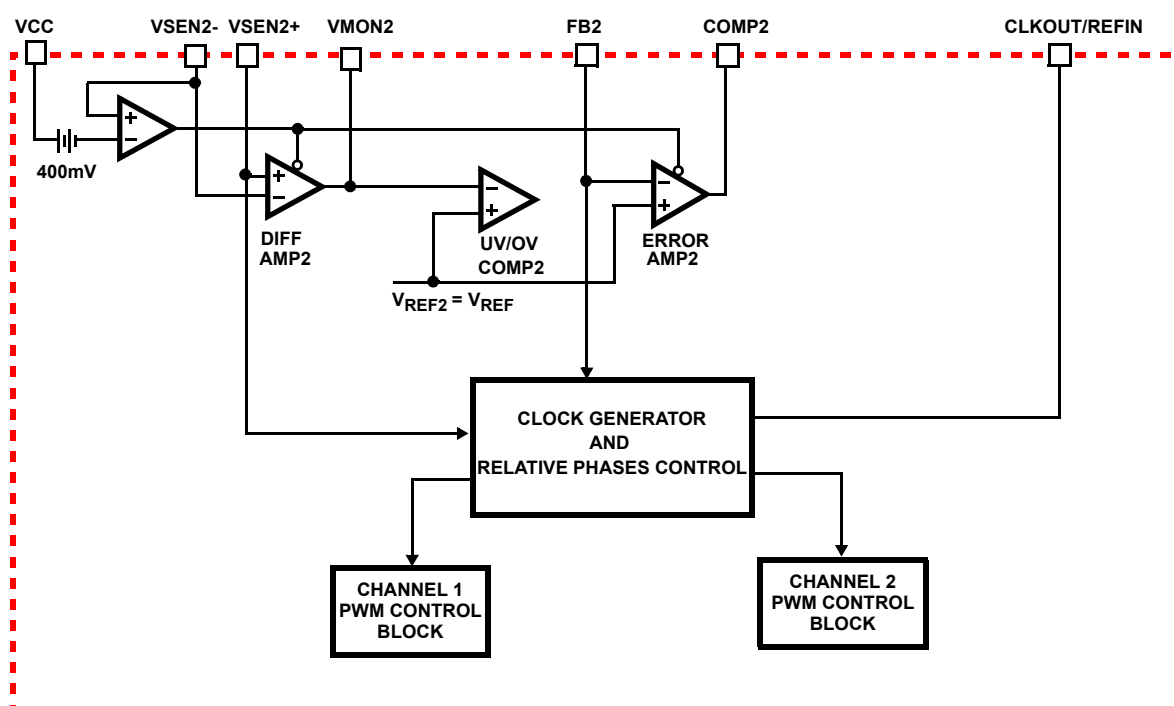 VCC
VSEN2-
VSEN2+
VMON2
FB2
COMP2
CLKOUT/REFIN
400mV
+
−
+
−
DIFF
AMP2
−
+
UV/OV
COMP2
−
+
ERROR
AMP2
VREF2 = VREF
CLOCK GENERATOR
AND
RELATIVE PHASES CONTROL
CHANNEL 1
PWM CONTROL
BLOCK
CHANNEL 2
PWM CONTROL
BLOCK